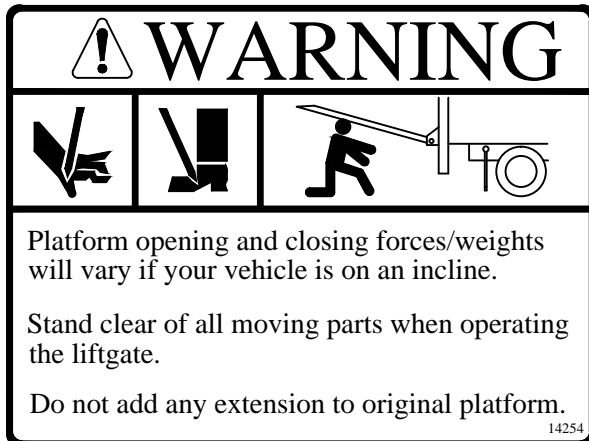 WARNING
Platform opening and closing forces/weights
will vary if your vehicle is on an incline.
Stand clear of all moving parts when operating
the liftgate.
Do not add any extension to original platform.
14254